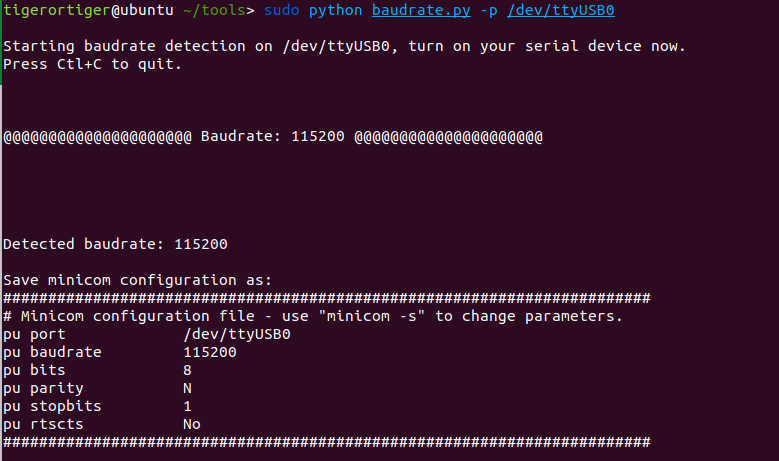 tigerortiger@ubuntu ~/tools> sudo python baudrate.py -p /dev/ttyUSB0
Starting baudrate detection on /dev/ttyUSB0, turn on your serial device now.
Press Ctl+C to quit.
@@@@@@@@@@@@@@@@@@@@@ Baudrate: 115200 @@@@@@@@@@@@@@@@@@@@@
Detected baudrate: 115200
Save minicom configuration as:
########################################################################
# Minicom configuration file - use "minicom -s" to change parameters.
pu port             /dev/ttyUSB0
pu baudrate         115200
pu bits             8
pu parity           N
pu stopbits         1
pu rtscts           No
########################################################################